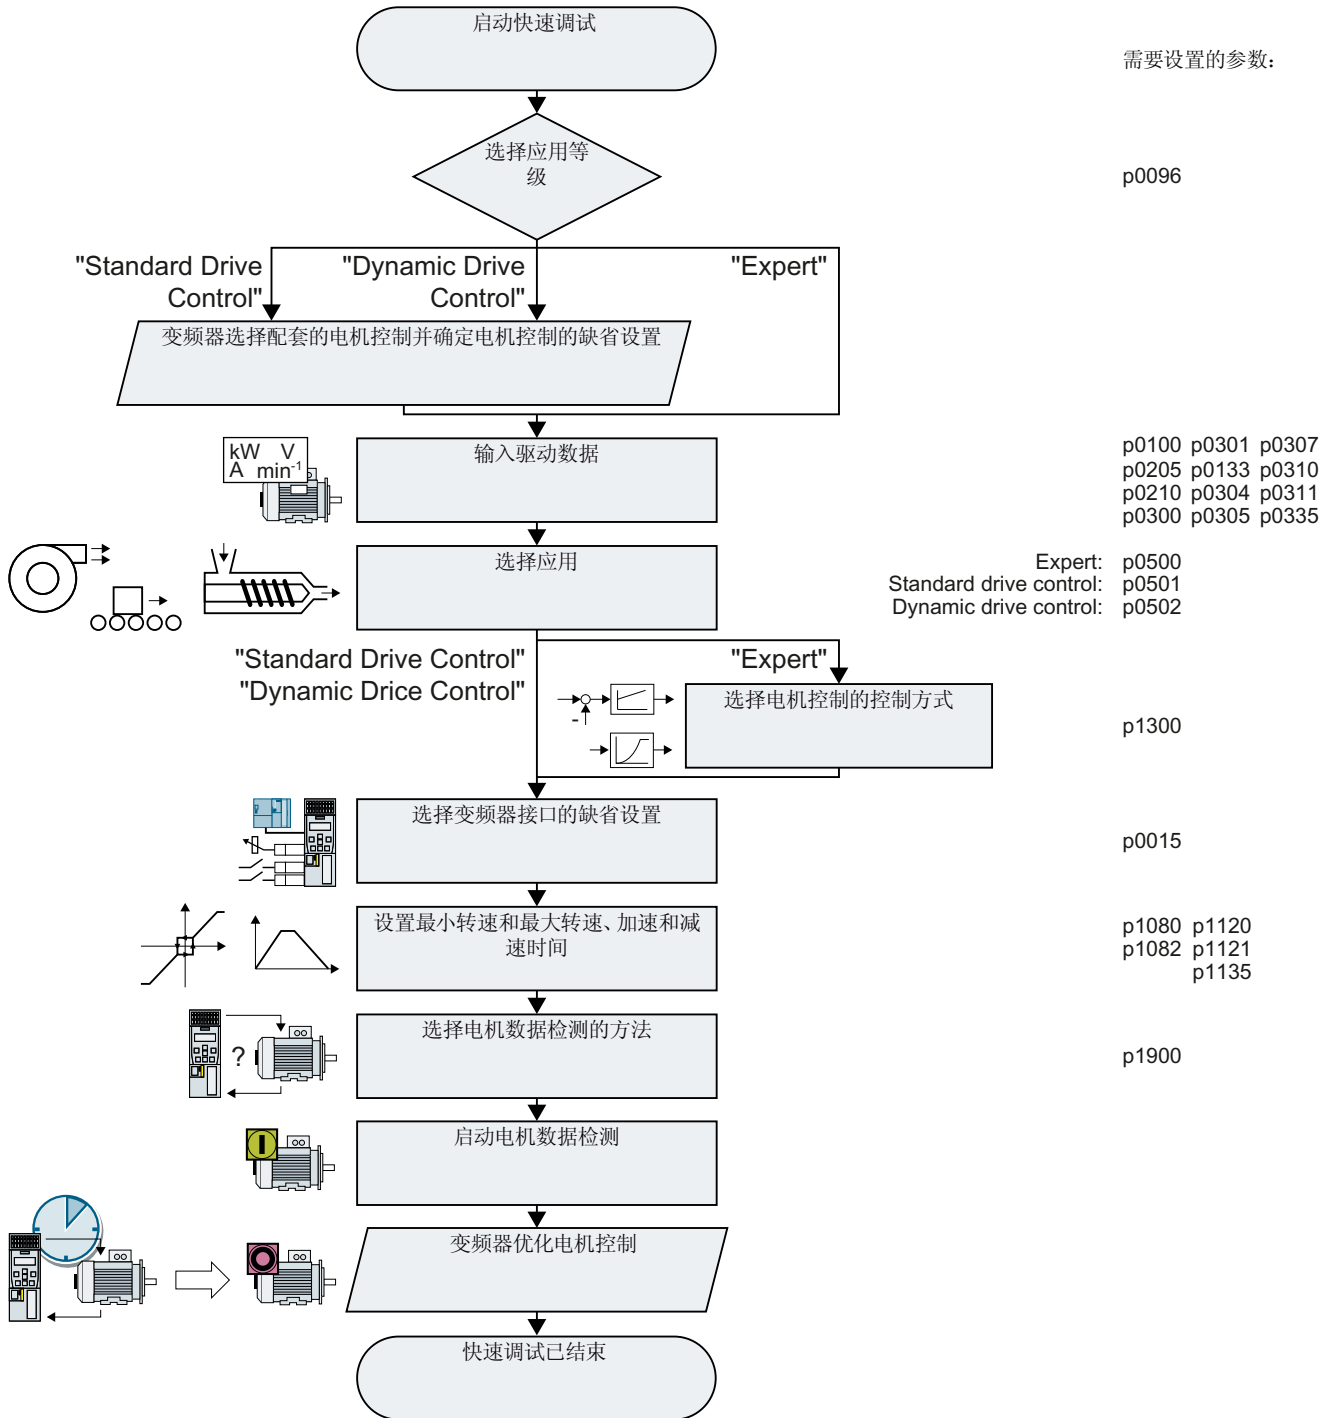 启动快速调试
需要设置的参数：
选择应用等
级
p0096
"Standard Drive
Control"
"Dynamic Drive
Control"
"Expert"
变频器选择配套的电机控制并确定电机控制的缺省设置
kW V
A min-1
输入驱动数据
p0100 p0301 p0307
p0205 p0133 p0310
p0210 p0304 p0311
p0300 p0305 p0335
选择应用
Expert: p0500
Standard drive control: p0501
Dynamic drive control: p0502
"Standard Drive Control"
"Dynamic Drice Control"
"Expert"
选择电机控制的控制方式
-
p1300
选择变频器接口的缺省设置
p0015
设置最小转速和最大转速、加速和减
速时间
p1080 p1120
p1082 p1121
p1135
选择电机数据检测的方法
?
p1900
启动电机数据检测
变频器优化电机控制
快速调试已结束